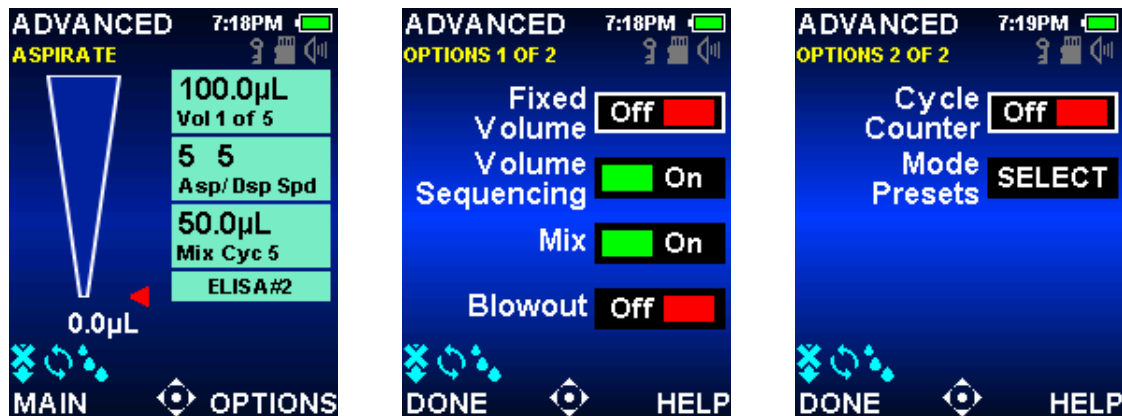 ADVANCED 7:18PM
ASPIRATE
100.0µL
Vol 1 of 5
5 5
Asp/Dsp Spd
50.0µL
Mix Cyc 5
ELISA#2
0.0µL
MAIN OPTIONS
ADVANCED 7:18PM
OPTIONS 1 OF 2
Fixed
Volume Off
Volume
Sequencing On
Mix On
Blowout Off
DONE HELP
ADVANCED 7:19PM
OPTIONS 2 OF 2
Cycle
Counter Off
Mode
Presets SELECT
DONE HELP